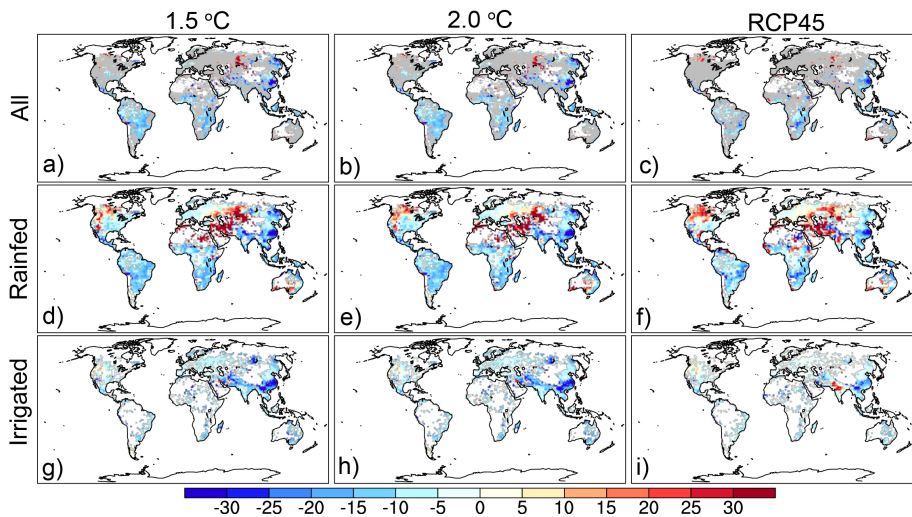 1.5 °C 2.0 °C RCP45
All
a) b) c)
Rainfed
d) e) f)
Irrigated
g) h) i)
-30 -25 -20 -15 -10 -5 0 5 10 15 20 25 30